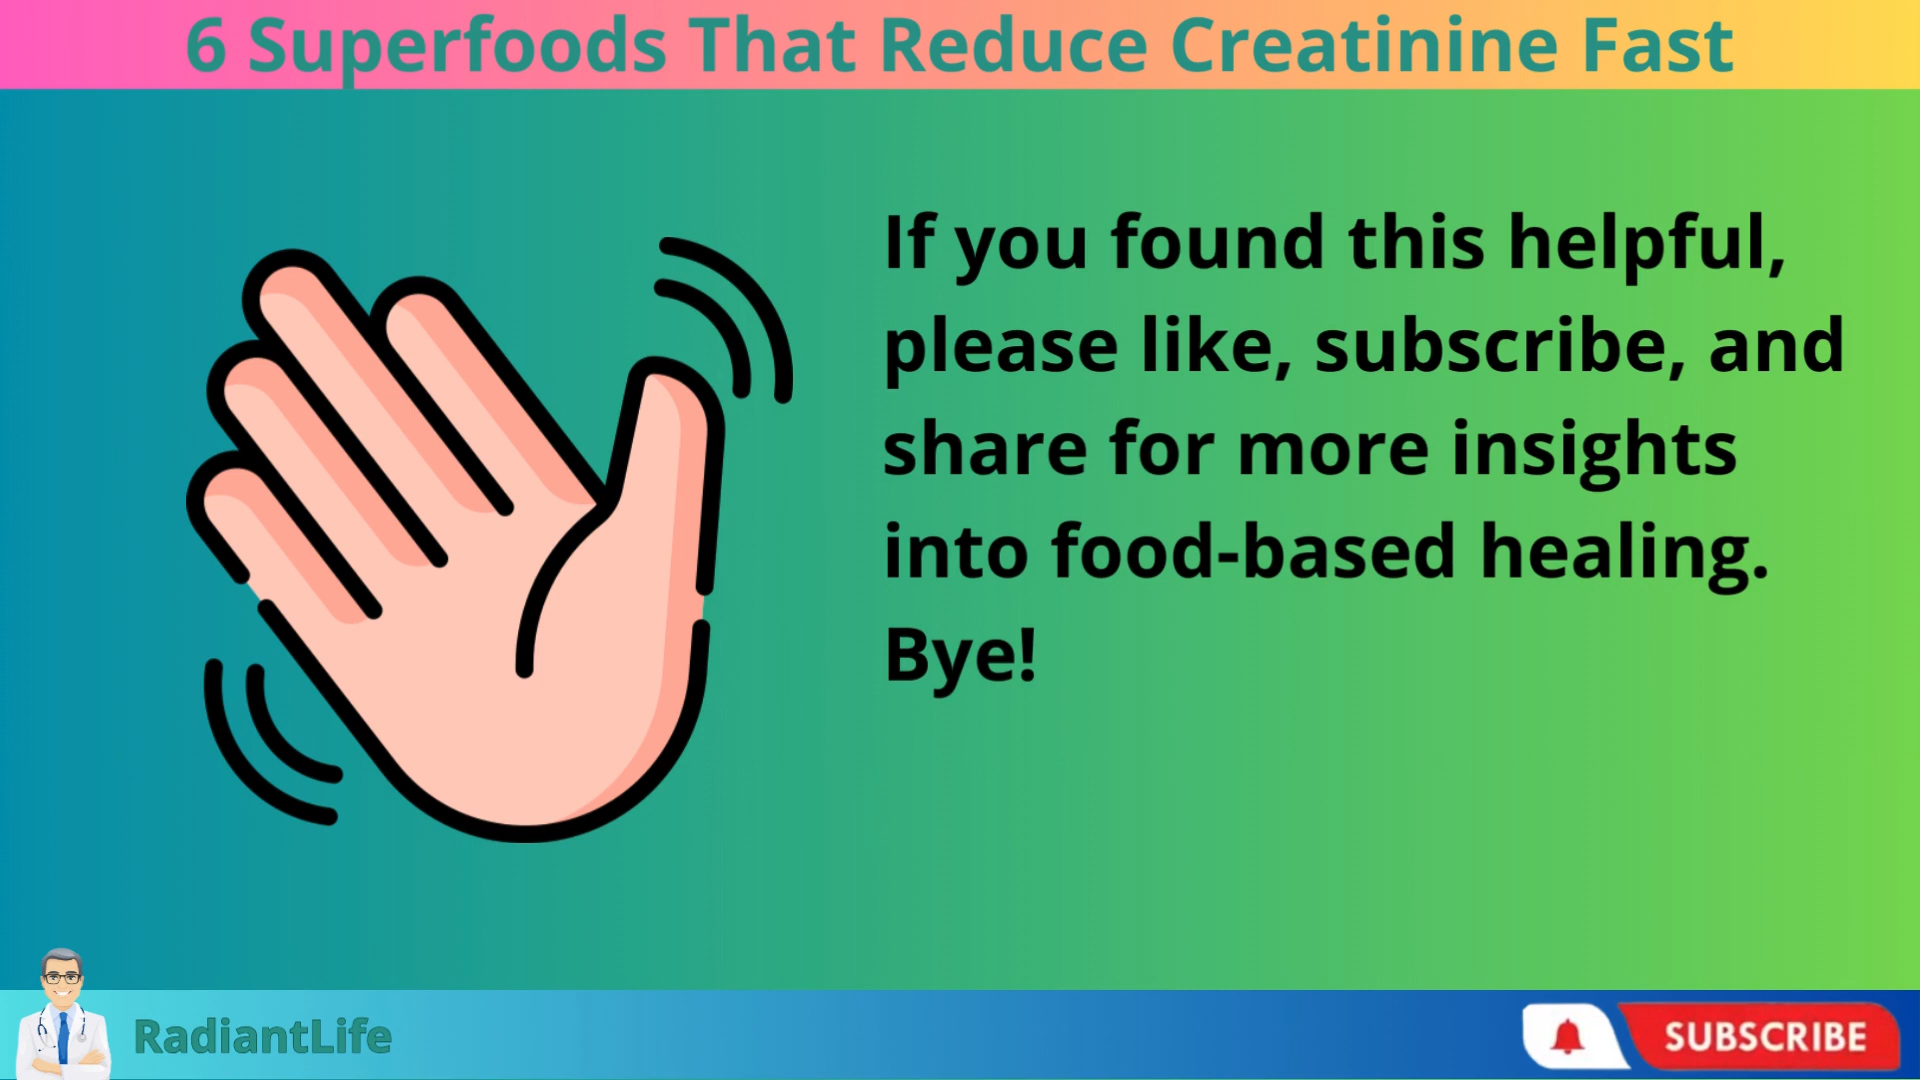 6 Superfoods That Reduce Creatinine Fast
If you found this helpful,
please like, subscribe, and
share for more insights
into food-based healing.
Bye!
RadiantLife
SUBSCRIBE